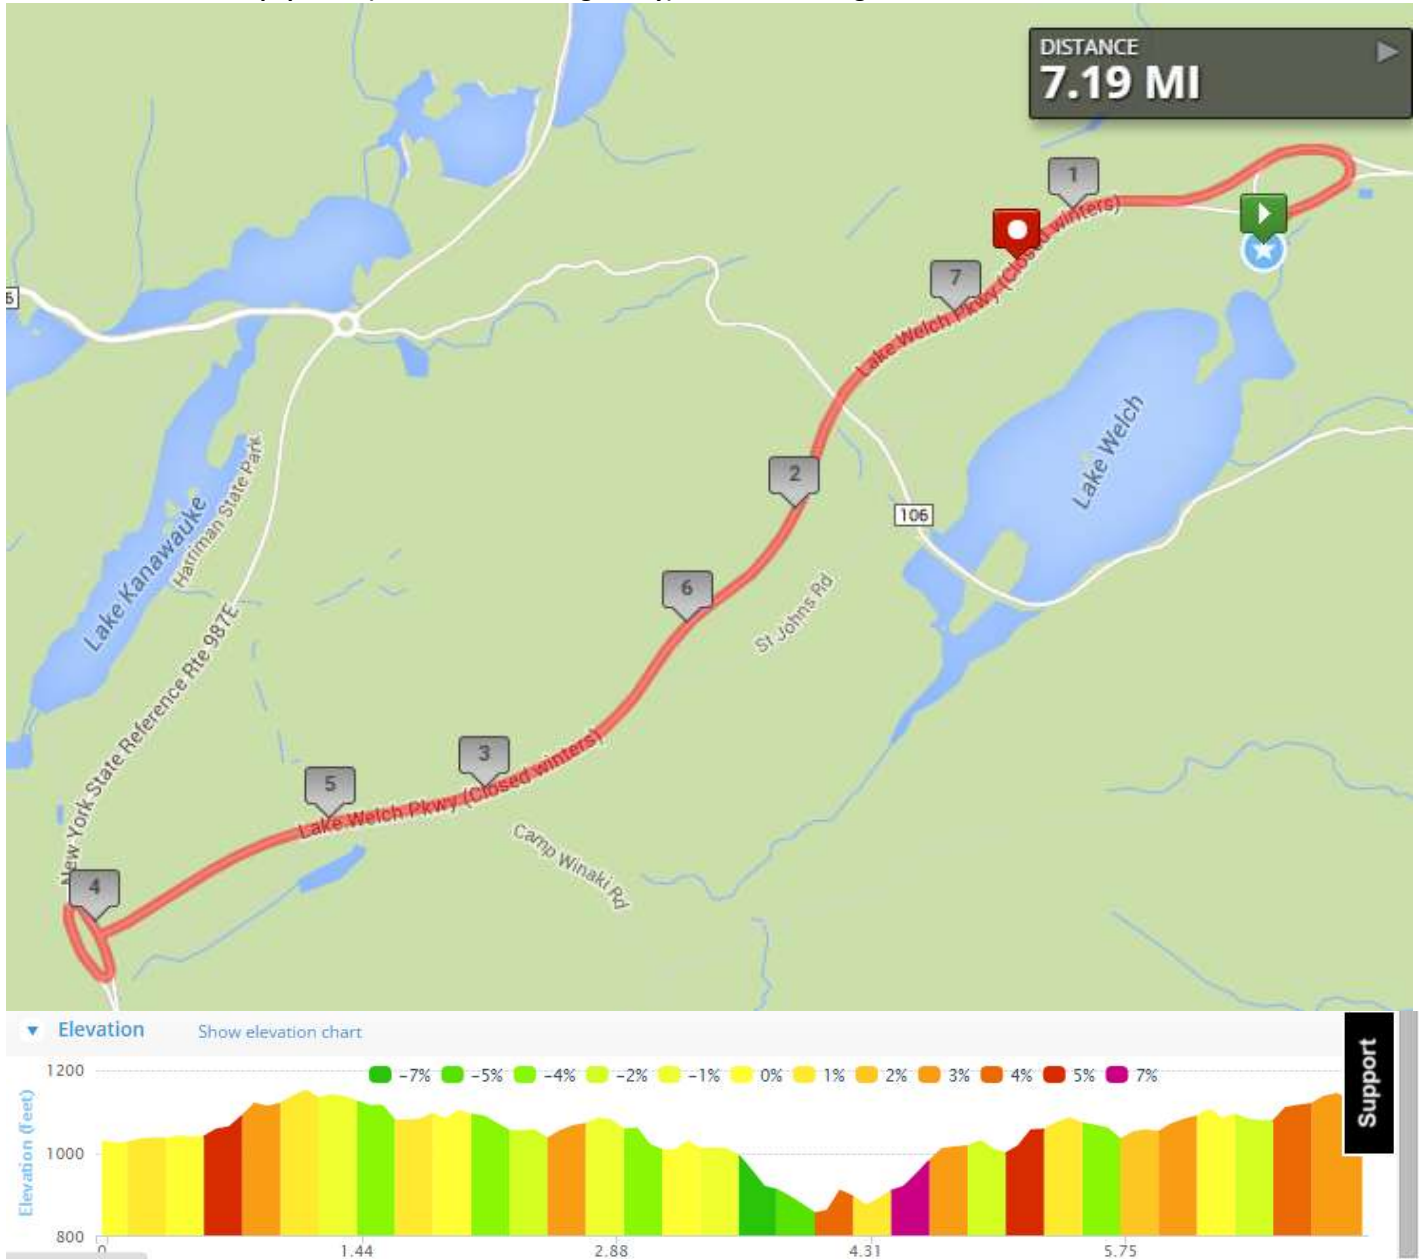 DISTANCE
7.19 MI
1
7
Lake Welch Pkwy (Closed winters)
2
106
Lake Welch
Harriman State Park
Lake Kanawauke
6
St Johns Rd
New York State Reference Rte 987E
3
5
Lake Welch Pkwy (Closed winters)
Camp Winaki Rd
4
Elevation
Show elevation chart
Support
1200
-7% -5% -4% -2% -1% 0% 1% 2% 3% 4% 5% 7%
Elevation (feet)
1000
800
0 1.44 2.88 4.31 5.75